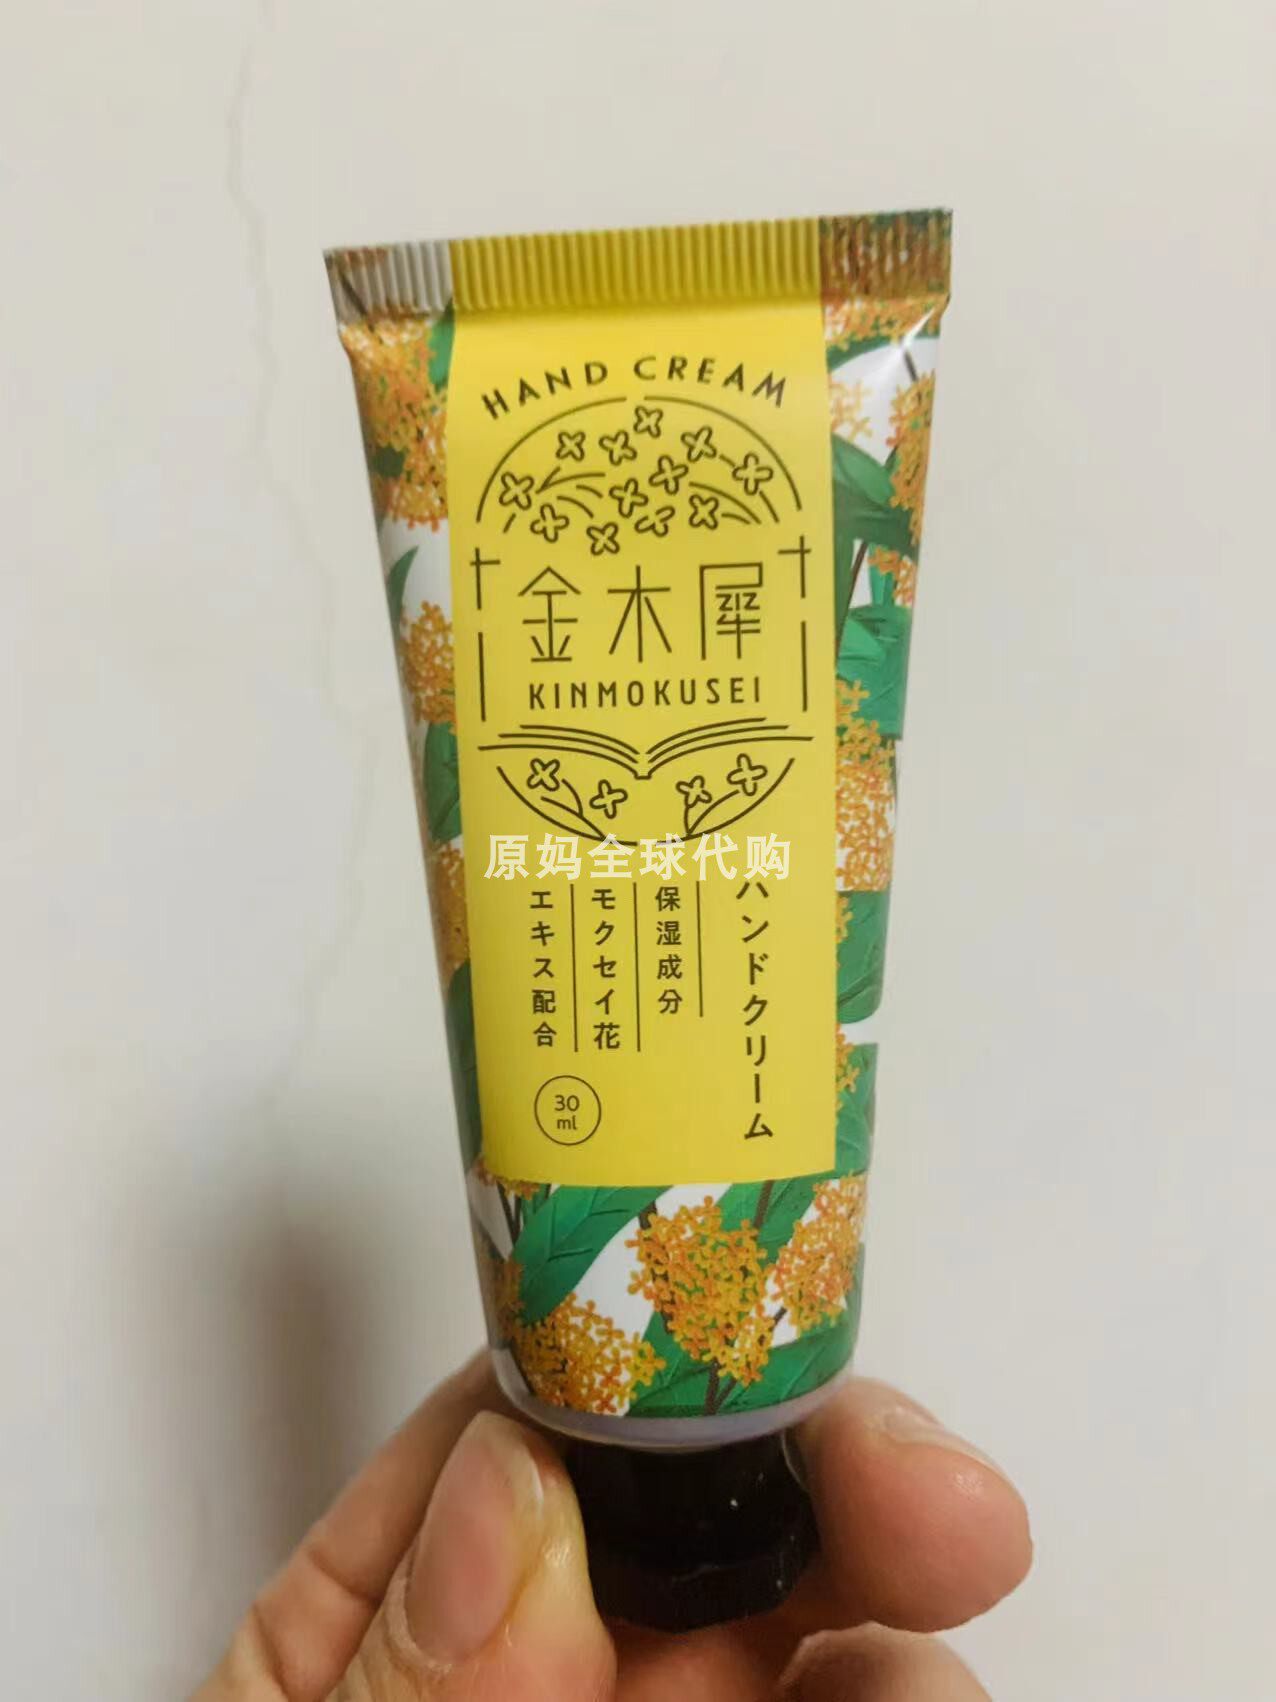 HAND CREAM
金木犀
KINMOKUSEI
原妈全球代购
ハンドクリーム
保湿成分
モクセイ花
エキス配合
30
ml